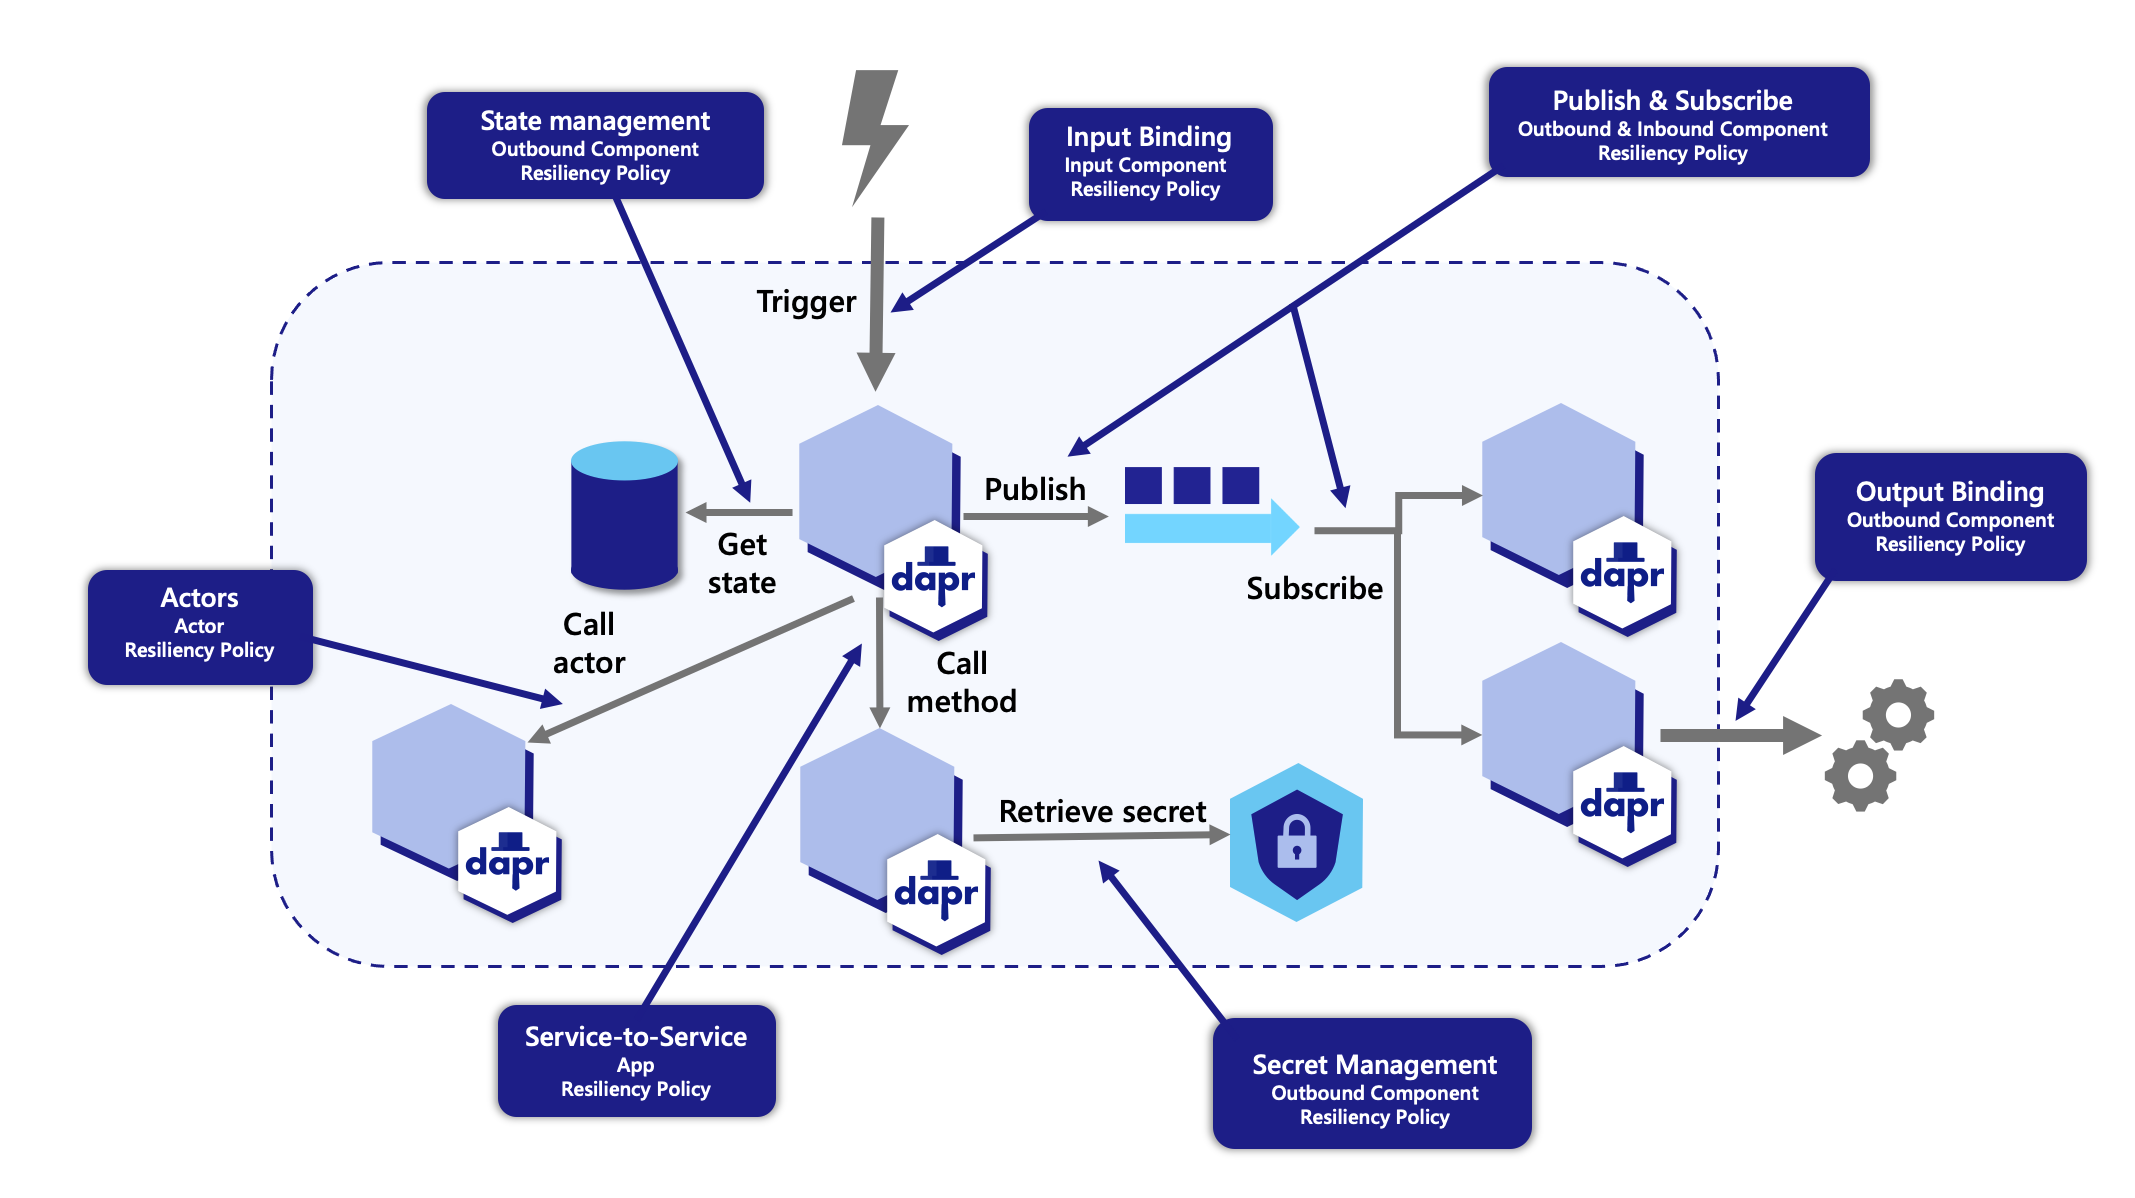 State management
Outbound Component
Resiliency Policy
Input Binding
Input Component
Resiliency Policy
Publish & Subscribe
Outbound & Inbound Component
Resiliency Policy
Trigger
Publish
Get
state
Subscribe
dapr
dapr
Output Binding
Outbound Component
Resiliency Policy
Actors
Actor
Resiliency Policy
Call
actor
Call
method
dapr
Retrieve secret
dapr
dapr
Service-to-Service
App
Resiliency Policy
Secret Management
Outbound Component
Resiliency Policy